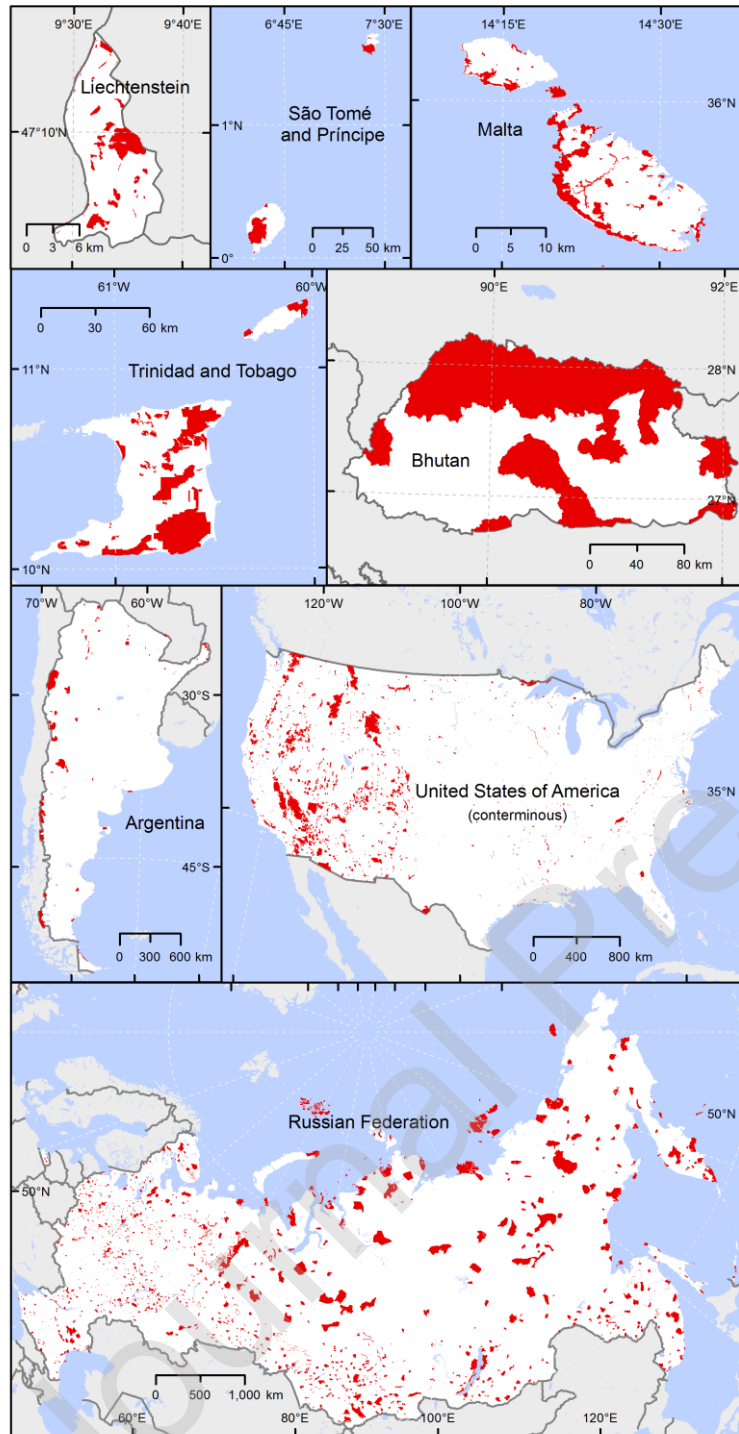 9°30'E 9°40'E
Liechtenstein
47°10'N
0 3 6 km
6°45'E 7°30'E
São Tomé
and Príncipe
1°N
0 25 50 km
0°
14°15'E 14°30'E
36°N
Malta
0 5 10 km
61°W 60°W
0 30 60 km
11°N
Trinidad and Tobago
10°N
90°E 92°E
28°N
Bhutan
27°N
0 40 80 km
70°W 60°W
30°S
Argentina
45°S
0 300 600 km
120°W 100°W 80°W
United States of America
(conterminous)
35°N
0 400 800 km
Russian Federation
50°N
50°N
0 500 1,000 km
60°E 80°E 100°E 120°E
Journal Pre